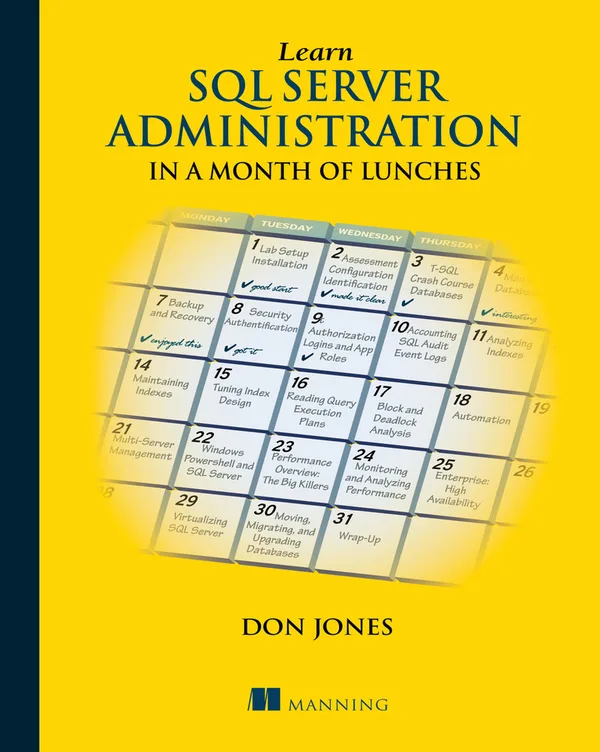 Learn
SQL SERVER
ADMINISTRATION
IN A MONTH OF LUNCHES
MONDAY
TUESDAY
WEDNESDAY
THURSDAY
1 Lab Setup
Installation
good start
2 Assessment
Configuration
Identification
made it clear
3 T-SQL
Crash Course
Databases
4
interesting
7 Backup
and Recovery
enjoyed this
8 Security
Authentification
got it
9
Authorization
Logins and App
Roles
10 Accounting
SQL Audit
Event Logs
11 Analyzing
Indexes
14
Maintaining
Indexes
15
Tuning Index
Design
16
Reading Query
Execution
Plans
17
Block and
Deadlock
Analysis
18
Automation
19
21
Multi-Server
Management
22
Windows
Powershell and
SQL Server
23
Performance
Overview:
The Big Killers
24
Monitoring
and Analyzing
Performance
25
Enterprise:
High
Availability
26
29
Virtualizing
SQL Server
30 Moving,
Migrating, and
Upgrading
Databases
31
Wrap-Up
DON JONES
MANNING